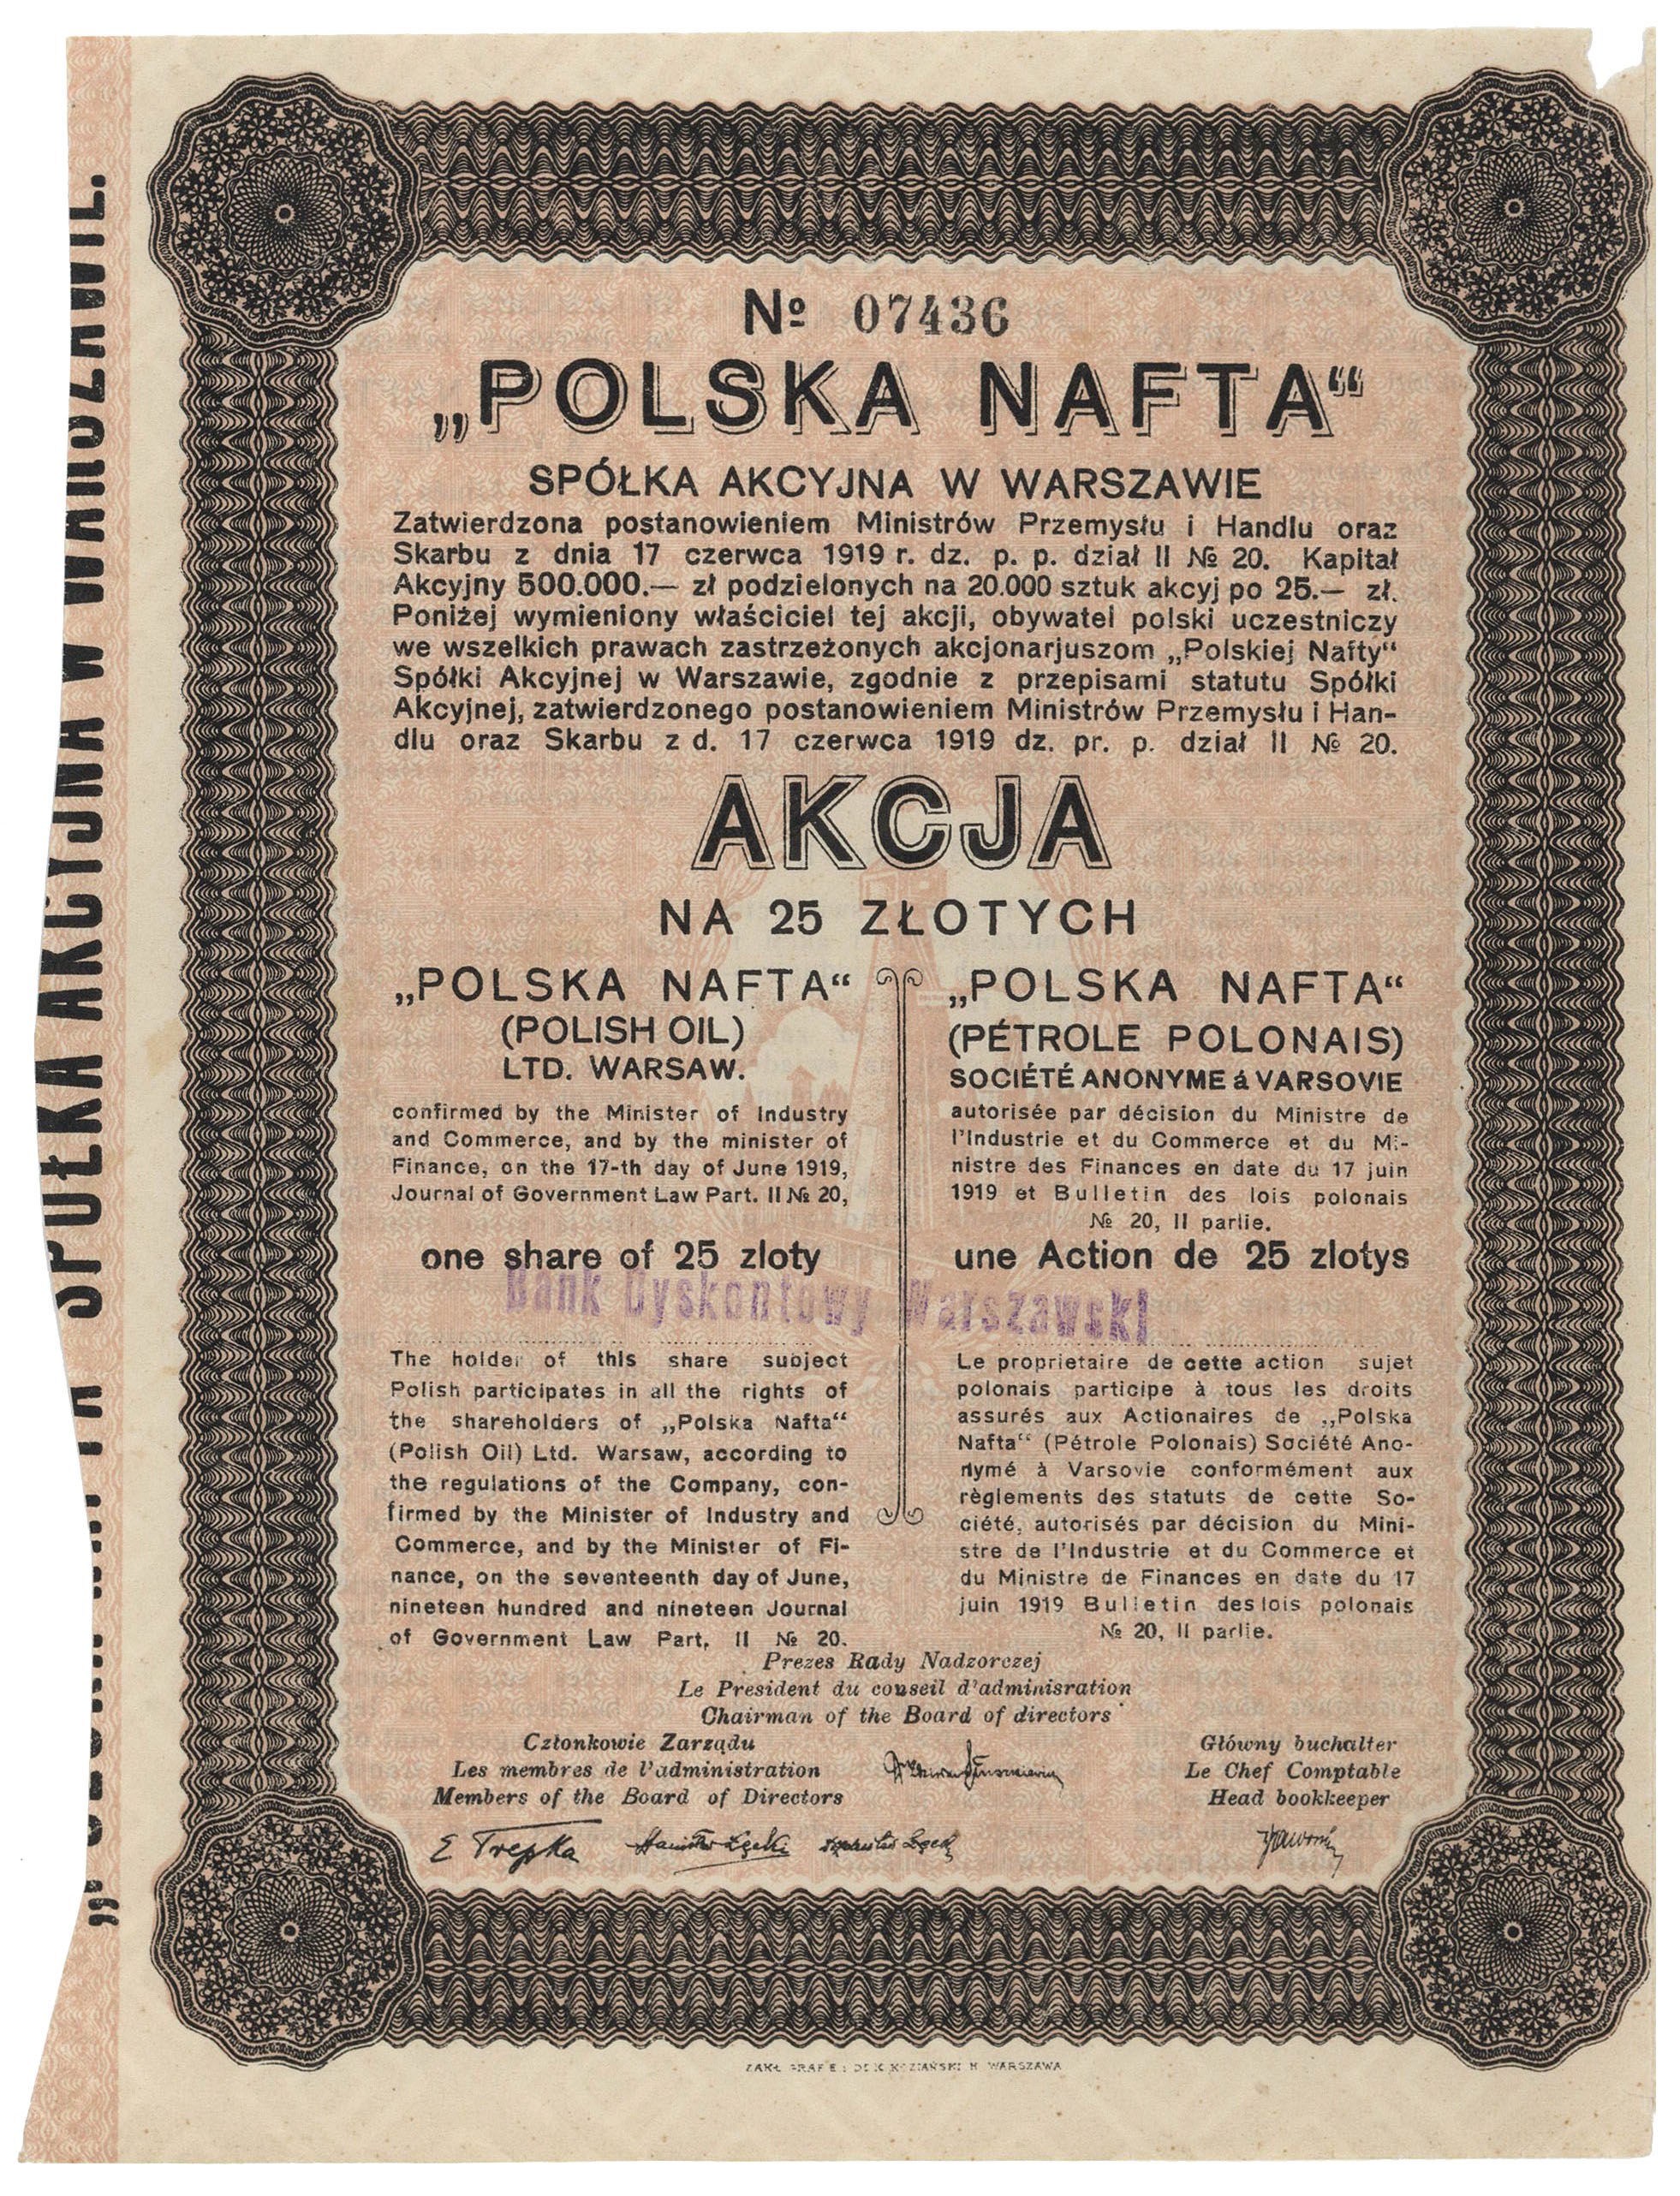 № 07436
„POLSKA NAFTA“
SPÓŁKA AKCYJNA W WARSZAWIE
Zatwierdzona postanowieniem Ministrów Przemysłu i Handlu oraz
Skarbu z dnia 17 czerwca 1919 r. dz. p. p. dział II № 20. Kapitał
Akcyjny 500.000.— zł podzielonych na 20.000 sztuk akcyj po 25.— zł.
Poniżej wymieniony właściciel tej akcji, obywatel polski uczestniczy
we wszelkich prawach zastrzeżonych akcjonarjuszom „Polskiej Nafty“
Spółki Akcyjnej w Warszawie, zgodnie z przepisami statutu Spółki
Akcyjnej, zatwierdzonego postanowieniem Ministrów Przemysłu i Han-
dlu oraz Skarbu z d. 17 czerwca 1919 dz. pr. p. dział II № 20.
AKCJA
NA 25 ZŁOTYCH
„POLSKA NAFTA“
(POLISH OIL)
LTD. WARSAW.
confirmed by the Minister of Industry
and Commerce, and by the minister of
Finance, on the 17-th day of June 1919,
Journal of Government Law Part. II № 20,
one share of 25 zloty
„POLSKA NAFTA“
(PÉTROLE POLONAIS)
SOCIÉTÉ ANONYME á VARSOVIE
autorisée par décision du Ministre de
l'Industrie et du Commerce et du Mi-
nistre des Finances en date du 17 juin
1919 et Bulletin des lois polonais
№ 20, II partie.
une Action de 25 zlotys
Bank Dyskontowy Warszawski
The holder of this share subject
Polish participates in all the rights of
the shareholders of „Polska Nafta“
(Polish Oil) Ltd. Warsaw, according to
the regulations of the Company, con-
firmed by the Minister of Industry and
Commerce, and by the Minister of Fi-
nance, on the seventeenth day of June,
nineteen hundred and nineteen Journal
of Government Law Part. II № 20.
Le proprietaire de cette action sujet
polonais participe à tous les droits
assurés aux Actionaires de „Polska
Nafta“ (Pétrole Polonais) Société Ano-
nymé à Varsovie conformément aux
règlements des statuts de cette So-
ciété, autorisés par décision du Mini-
stre de l'Industrie et du Commerce et
du Ministre de Finances en date du 17
juin 1919 Bulletin des lois polonais
№ 20, II partie.
Prezes Rady Nadzorczej
Le President du conseil d'adminisration
Chairman of the Board of directors
Członkowie Zarządu
Les membres de l'administration
Members of the Board of Directors
Główny buchalter
Le Chef Comptable
Head bookkeeper
E Trepka
ZAKŁ. GRAFE: DE K. KOZIAŃSKI H WARSZAWA
SPÓŁKA AKCYJNA W WARSZAWIE.